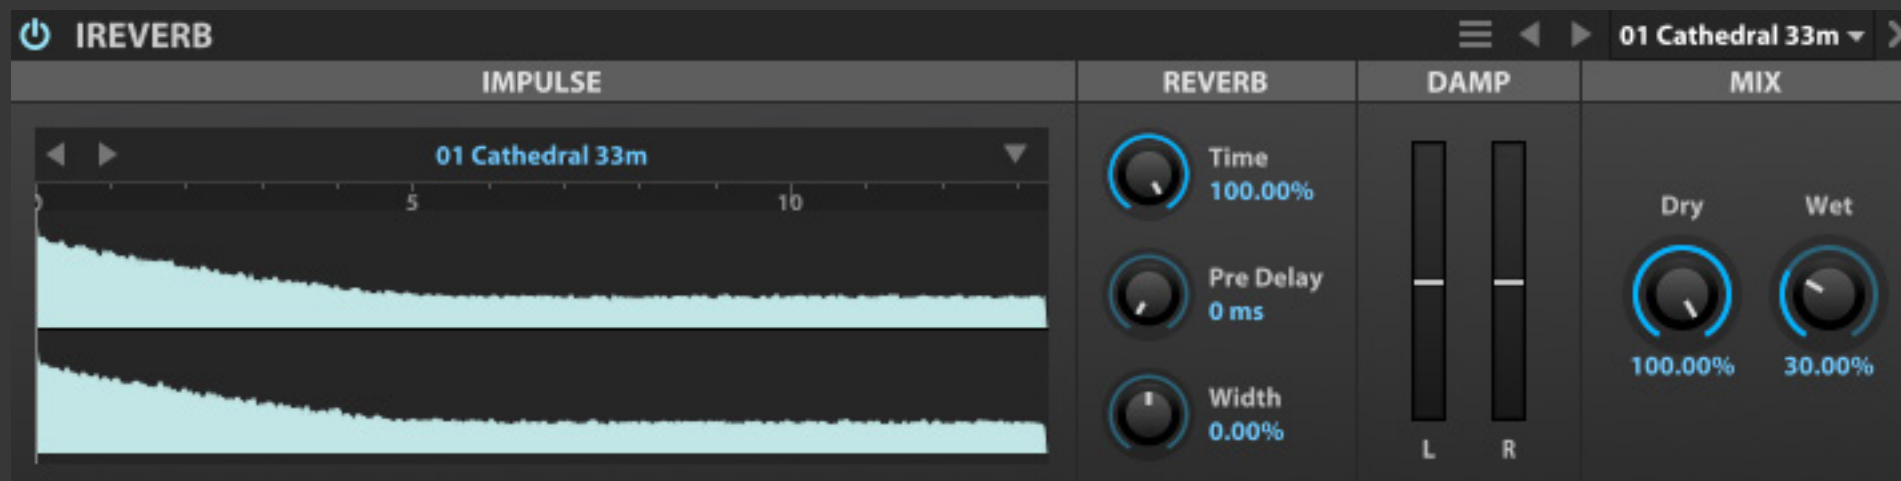 IREVERB
01 Cathedral 33m
IMPULSE
REVERB
DAMP
MIX
01 Cathedral 33m
0 5 10
Time
100.00%
Pre Delay
0 ms
Width
0.00%
L R
Dry Wet
100.00% 30.00%